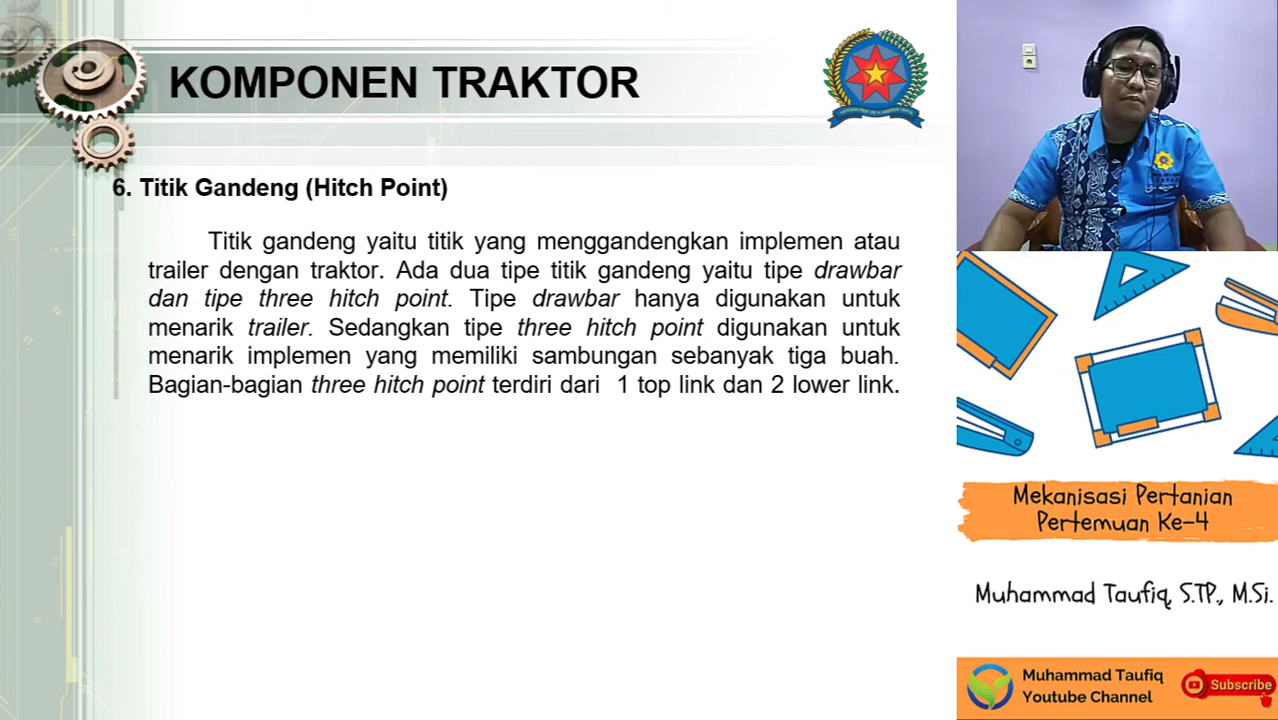 KOMPONEN TRAKTOR
6. Titik Gandeng (Hitch Point)
Titik gandeng yaitu titik yang menggandengkan implemen atau
trailer dengan traktor. Ada dua tipe titik gandeng yaitu tipe drawbar
dan tipe three hitch point. Tipe drawbar hanya digunakan untuk
menarik trailer. Sedangkan tipe three hitch point digunakan untuk
menarik implemen yang memiliki sambungan sebanyak tiga buah.
Bagian-bagian three hitch point terdiri dari 1 top link dan 2 lower link.
Mekanisasi Pertanian
Pertemuan Ke-4
Muhammad Taufiq, S.TP., M.Si.
Muhammad Taufiq
Youtube Channel
Subscribe